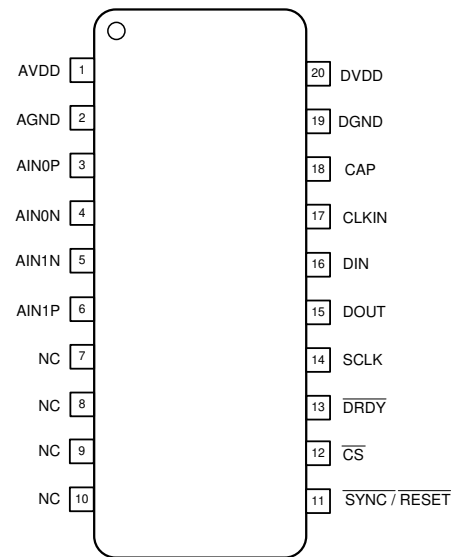 AVDD 1
AGND 2
AIN0P 3
AIN0N 4
AIN1N 5
AIN1P 6
NC 7
NC 8
NC 9
NC 10
20 DVDD
19 DGND
18 CAP
17 CLKIN
16 DIN
15 DOUT
14 SCLK
13 DRDY
12 CS
11 SYNC / RESET